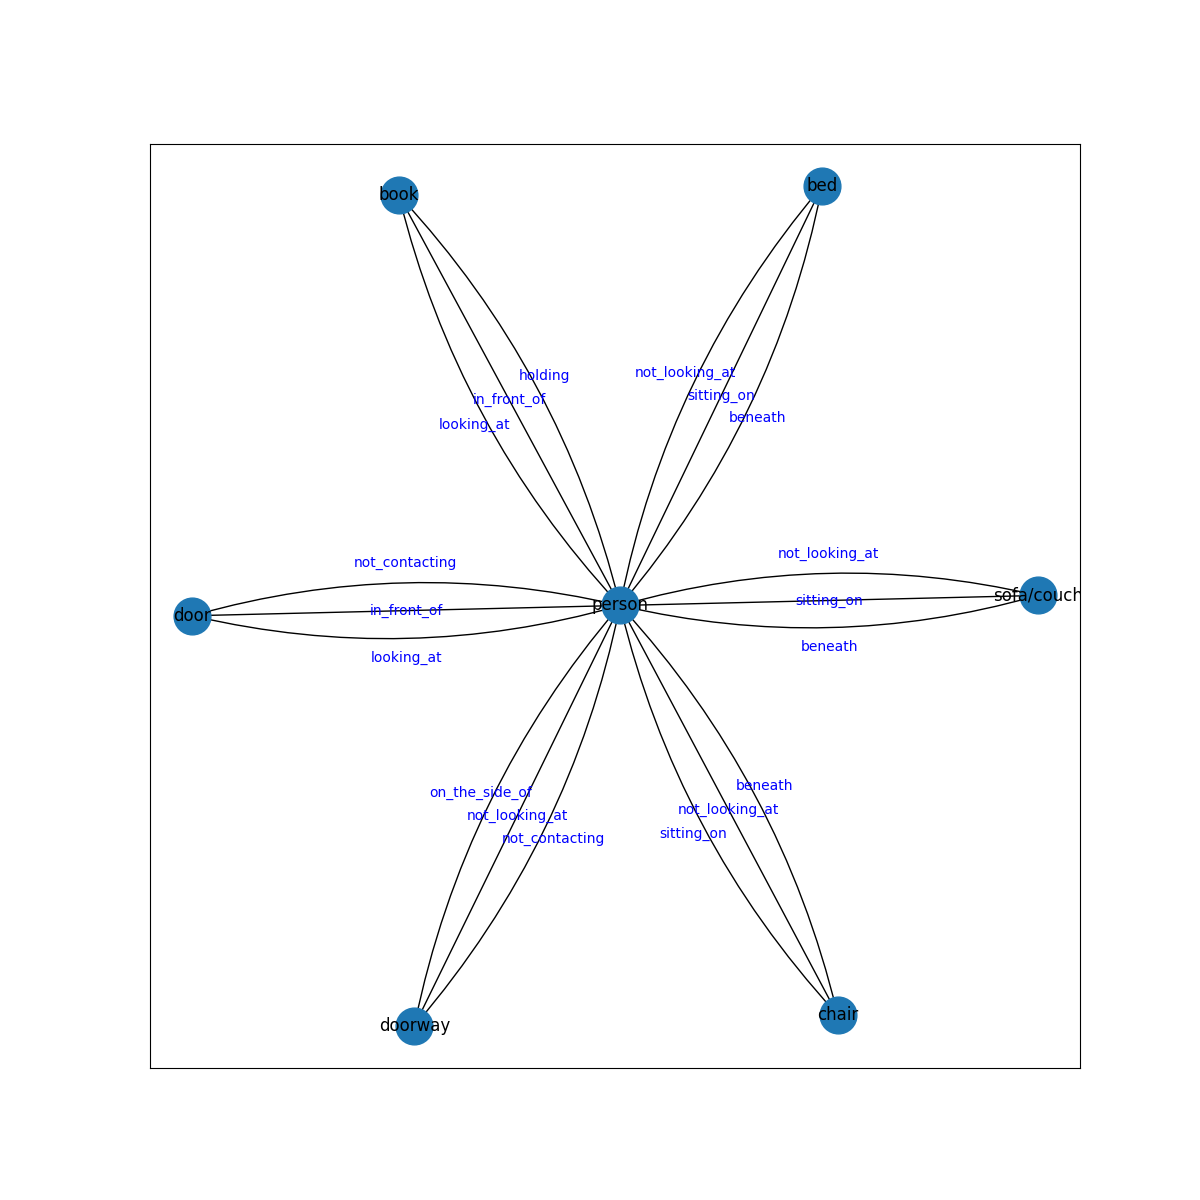 bed
book
not_looking_at
holding
sitting_on
in_front_of
beneath
looking_at
not_looking_at
not_contacting
sofa/couch
sitting_on
person
in_front_of
door
beneath
looking_at
beneath
on_the_side_of
not_looking_at
not_looking_at
sitting_on
not_contacting
chair
doorway